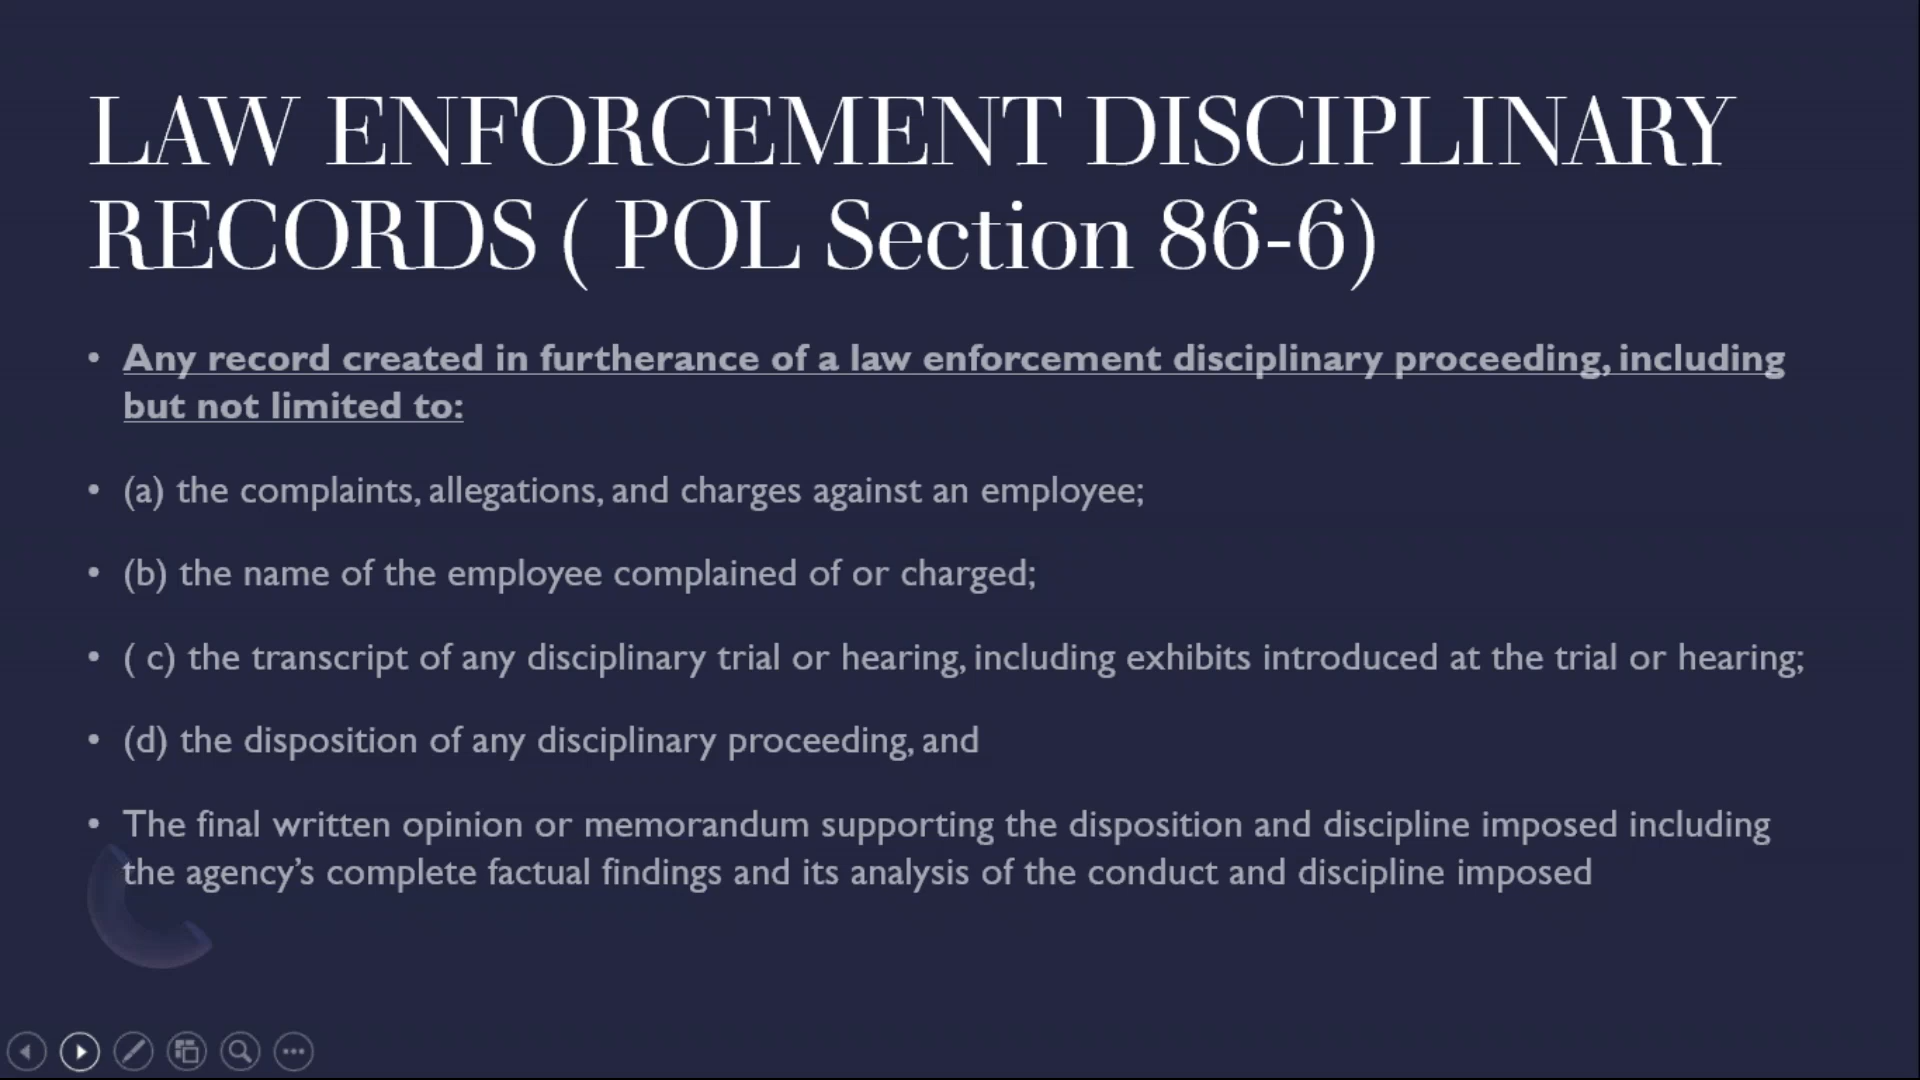 LAW ENFORCEMENT DISCIPLINARY
RECORDS ( POL Section 86-6)
• Any record created in furtherance of a law enforcement disciplinary proceeding, including
but not limited to:
• (a) the complaints, allegations, and charges against an employee;
• (b) the name of the employee complained of or charged;
• ( c) the transcript of any disciplinary trial or hearing, including exhibits introduced at the trial or hearing;
• (d) the disposition of any disciplinary proceeding, and
• The final written opinion or memorandum supporting the disposition and discipline imposed including
the agency’s complete factual findings and its analysis of the conduct and discipline imposed